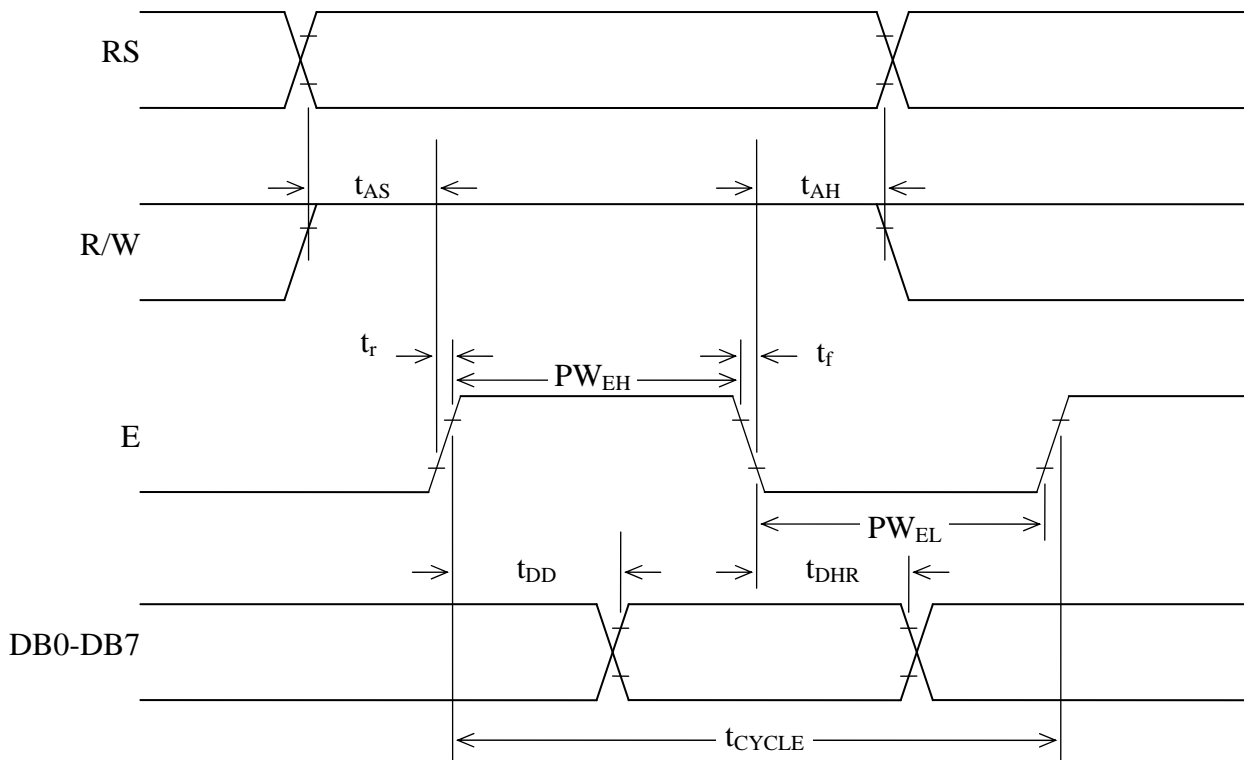 RS
t_AS
t_AH
R/W
t_r
t_f
PW_EH
E
PW_EL
t_DD
t_DHR
DB0-DB7
t_CYCLE